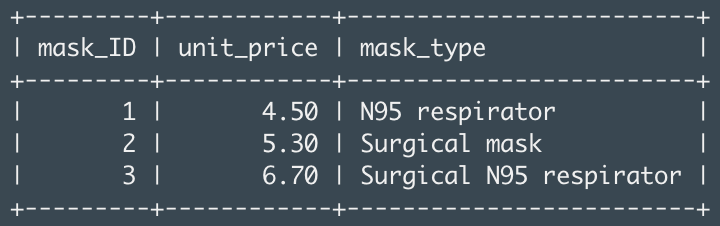 +---------+------------+------------------------+
| mask_ID | unit_price | mask_type              |
+---------+------------+------------------------+
|       1 |       4.50 | N95 respirator         |
|       2 |       5.30 | Surgical mask          |
|       3 |       6.70 | Surgical N95 respirator |
+---------+------------+------------------------+